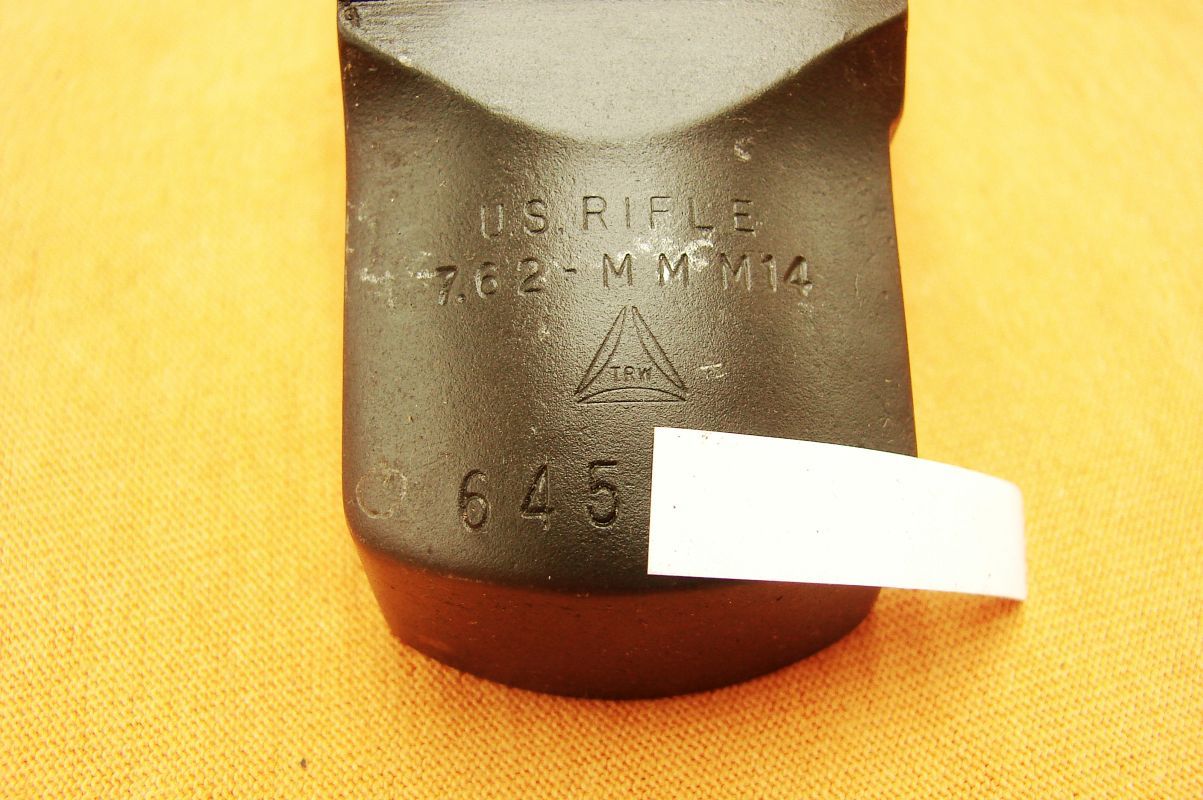 U.S. RIFLE
7.62-MM M14
TRW
645